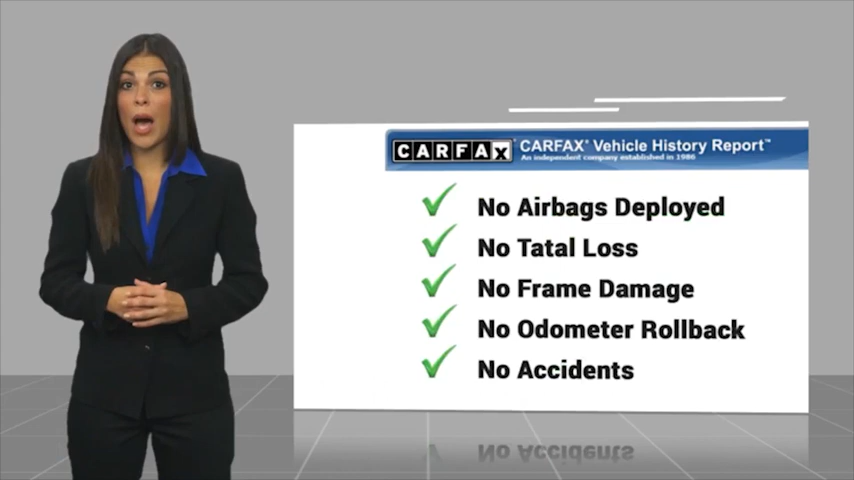 CARFAX
CARFAX® Vehicle History Report™
An independent company established in 1986
No Airbags Deployed
No Tatal Loss
No Frame Damage
No Odometer Rollback
No Accidents
No Accidents